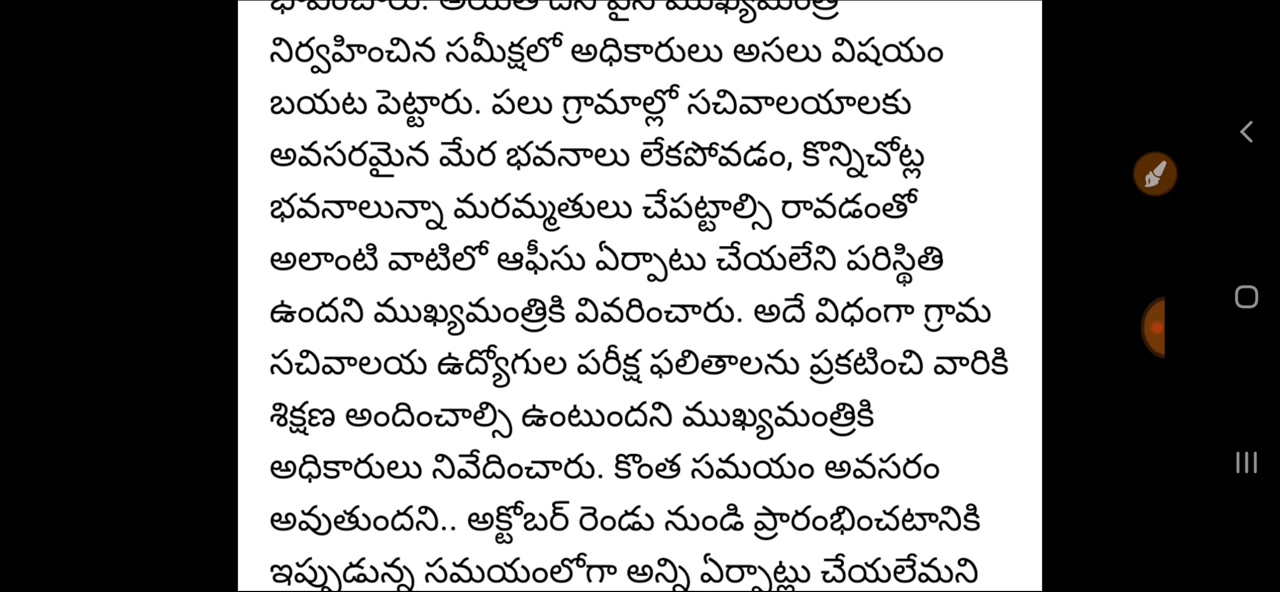 భావించారు. అయితే దీని పైన ముఖ్యమంత్రి
నిర్వహించిన సమీక్షలో అధికారులు అసలు విషయం
బయట పెట్టారు. పలు గ్రామాల్లో సచివాలయాలకు
అవసరమైన మేర భవనాలు లేకపోవడం, కొన్నిచోట్ల
భవనాలున్నా మరమ్మతులు చేపట్టాల్సి రావడంతో
అలాంటి వాటిలో ఆఫీసు ఏర్పాటు చేయలేని పరిస్థితి
ఉందని ముఖ్యమంత్రికి వివరించారు. అదే విధంగా గ్రామ
సచివాలయ ఉద్యోగుల పరీక్ష ఫలితాలను ప్రకటించి వారికి
శిక్షణ అందించాల్సి ఉంటుందని ముఖ్యమంత్రికి
అధికారులు నివేదించారు. కొంత సమయం అవసరం
అవుతుందని.. అక్టోబర్ రెండు నుండి ప్రారంభించటానికి
ఇప్పుడున్న సమయంలోగా అన్ని ఏర్పాట్లు చేయలేమని